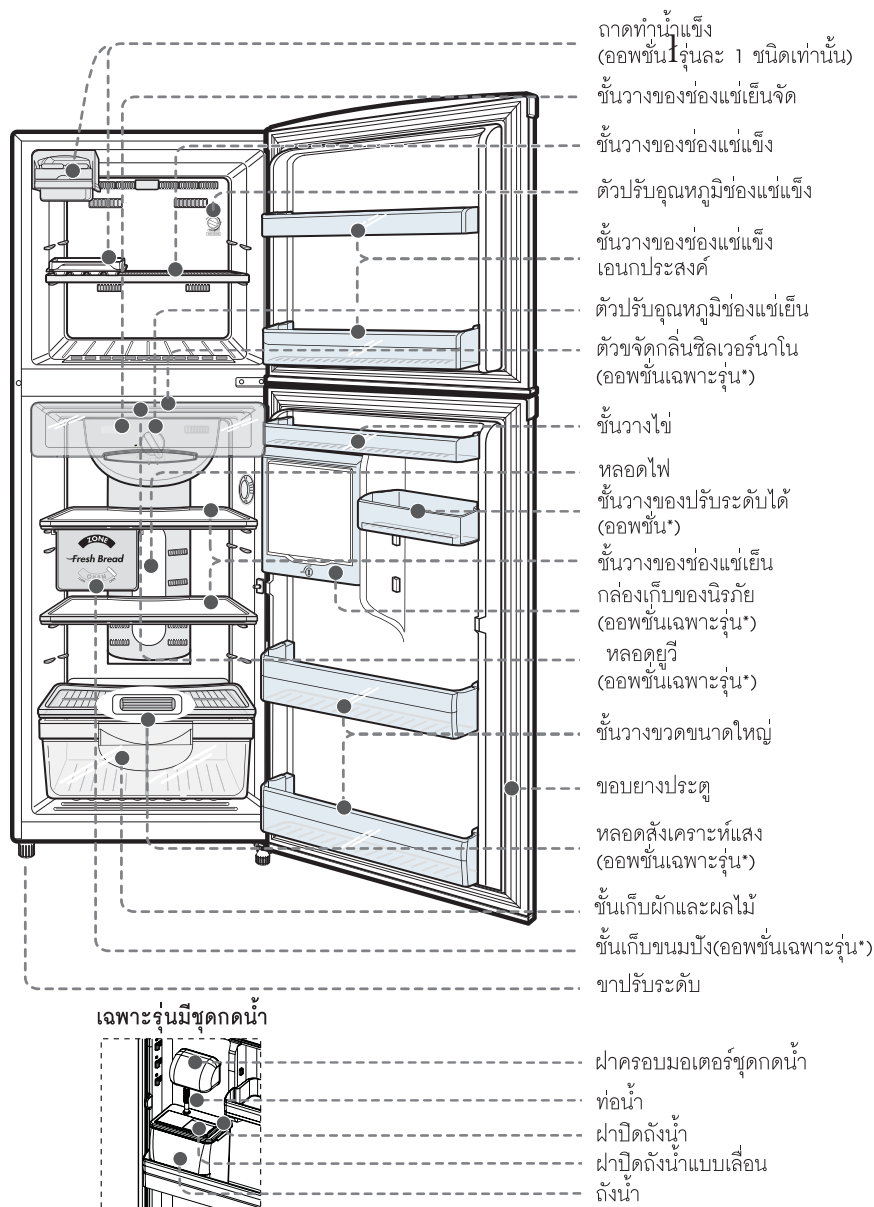 ถาดทำน้ำแข็ง
(ออพชั่น1รุ่นละ 1 ชนิดเท่านั้น)
ชั้นวางของช่องแช่เย็นจัด
ชั้นวางของช่องแช่แข็ง
ตัวปรับอุณหภูมิช่องแช่แข็ง
ชั้นวางของช่องแช่แข็ง
เอนกประสงค์
ตัวปรับอุณหภูมิช่องแช่เย็น
ตัวขจัดกลิ่นซิลเวอร์นาโน
(ออพชั่นเฉพาะรุ่น*)
ชั้นวางไข่
หลอดไฟ
ชั้นวางของปรับระดับได้
(ออพชั่น*)
ZONE
Fresh Bread
ชั้นวางของช่องแช่เย็น
กล่องเก็บของนิรภัย
(ออพชั่นเฉพาะรุ่น*)
หลอดยูวี
(ออพชั่นเฉพาะรุ่น*)
ชั้นวางขวดขนาดใหญ่
ขอบยางประตู
หลอดสังเคราะห์แสง
(ออพชั่นเฉพาะรุ่น*)
ชั้นเก็บผักและผลไม้
ชั้นเก็บขนมปัง(ออพชั่นเฉพาะรุ่น*)
ขาปรับระดับ
เฉพาะรุ่นมีชุดกดน้ำ
ฝาครอบมอเตอร์ชุดกดน้ำ
ท่อน้ำ
ฝาปิดถังน้ำ
ฝาปิดถังน้ำแบบเลื่อน
ถังน้ำ